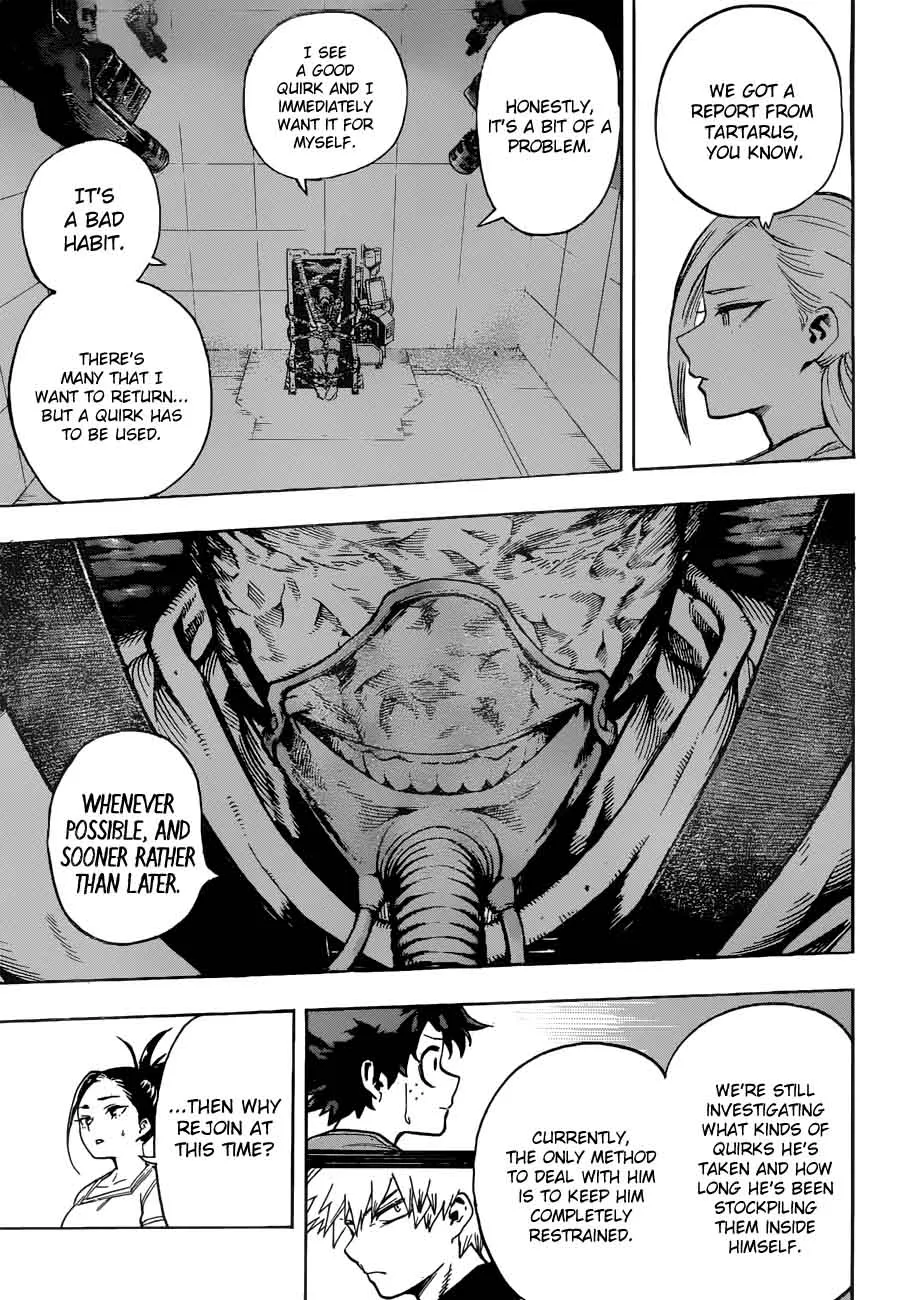 WE GOT A
REPORT FROM
TARTARUS,
YOU KNOW.
HONESTLY,
IT'S A BIT OF A
PROBLEM.
I SEE
A GOOD
QUIRK AND I
IMMEDIATELY
WANT IT FOR
MYSELF.
IT'S
A BAD
HABIT.
THERE'S
MANY THAT I
WANT TO RETURN...
BUT A QUIRK HAS
TO BE USED.
WHENEVER
POSSIBLE, AND
SOONER RATHER
THAN LATER.
WE'RE STILL
INVESTIGATING
WHAT KINDS OF
QUIRKS HE'S
TAKEN AND HOW
LONG HE'S BEEN
STOCKPILING
THEM INSIDE
HIMSELF.
CURRENTLY,
THE ONLY METHOD
TO DEAL WITH HIM
IS TO KEEP HIM
COMPLETELY
RESTRAINED.
...THEN WHY
REJOIN AT
THIS TIME?